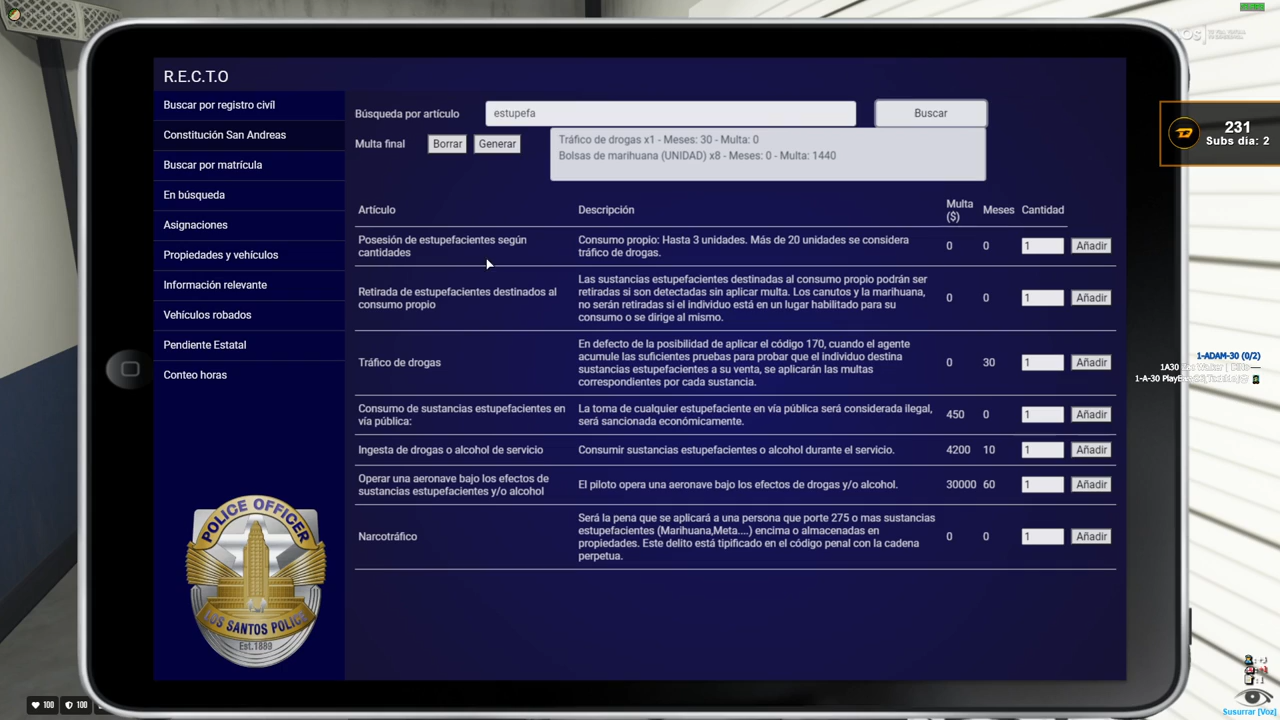 R.E.C.T.O
Buscar por registro civíl
Constitución San Andreas
Buscar por matrícula
En búsqueda
Asignaciones
Propiedades y vehículos
Información relevante
Vehículos robados
Pendiente Estatal
Conteo horas
POLICE OFFICER
LOS SANTOS POLICE
Est.1889
Búsqueda por artículo
estupefa
Buscar
Multa final
Borrar
Generar
Tráfico de drogas x1 - Meses: 30 - Multa: 0
Bolsas de marihuana (UNIDAD) x8 - Meses: 0 - Multa: 1440
Artículo Descripción Multa ($) Meses Cantidad
Posesión de estupefacientes según
cantidades
Consumo propio: Hasta 3 unidades. Más de 20 unidades se considera
tráfico de drogas.
0 0 1 Añadir
Retirada de estupefacientes destinados al
consumo propio
Las sustancias estupefacientes destinadas al consumo propio podrán ser
retiradas si son detectadas sin aplicar multa. Los canutos y la marihuana,
no serán retiradas si el individuo está en un lugar habilitado para su
consumo o se dirige al mismo.
0 0 1 Añadir
Tráfico de drogas
En defecto de la posibilidad de aplicar el código 170, cuando el agente
acumule las suficientes pruebas para probar que el individuo destina
sustancias estupefacientes a su venta, se aplicarán las multas
correspondientes por cada sustancia.
0 30 1 Añadir
Consumo de sustancias estupefacientes en
vía pública:
La toma de cualquier estupefaciente en vía pública será considerada ilegal,
será sancionada económicamente.
450 0 1 Añadir
Ingesta de drogas o alcohol de servicio
Consumir sustancias estupefacientes o alcohol durante el servicio.
4200 10 1 Añadir
Operar una aeronave bajo los efectos de
sustancias estupefacientes y/o alcohol
El piloto opera una aeronave bajo los efectos de drogas y/o alcohol.
30000 60 1 Añadir
Narcotráfico
Será la pena que se aplicará a una persona que porte 275 o mas sustancias
estupefacientes (Marihuana,Meta....) encima o almacenadas en
propiedades. Este delito está tipificado en el código penal con la cadena
perpetua.
0 0 1 Añadir
231
Subs día: 2
1-ADAM-30 (0/2)
1A30
1-A-30
100
100
Susurrar [Voz]